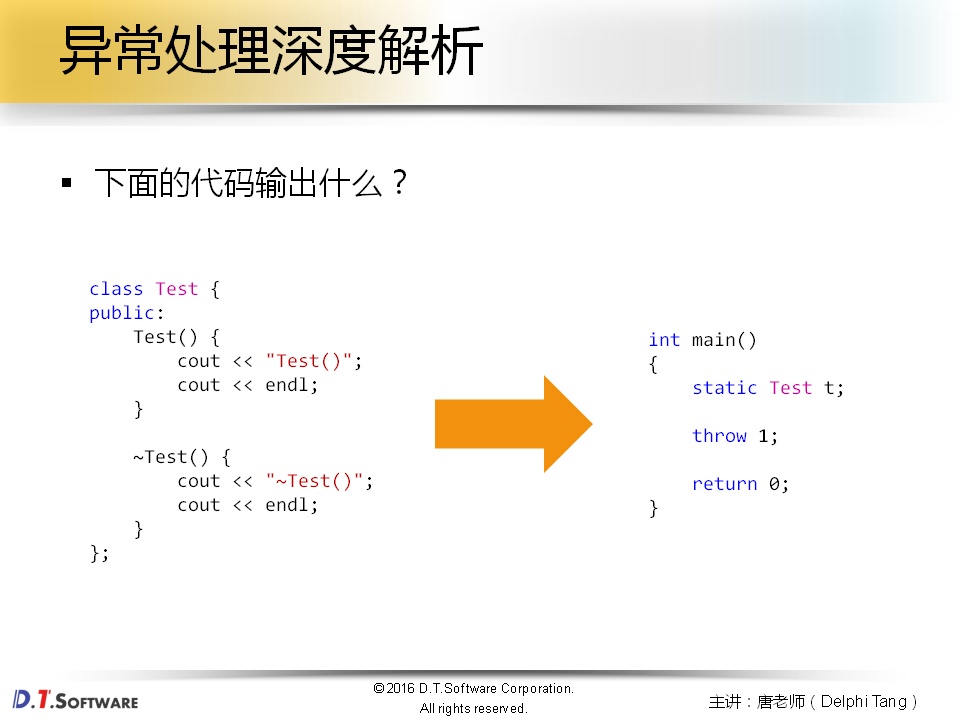 异常处理深度解析
▪ 下面的代码输出什么？
class Test {
public:
    Test() {
        cout << "Test()";
        cout << endl;
    }

    ~Test() {
        cout << "~Test()";
        cout << endl;
    }
};
int main()
{
    static Test t;

    throw 1;

    return 0;
}
D.T.SOFTWARE
©2016 D.T.Software Corporation.
All rights reserved.
主讲：唐老师（Delphi Tang）